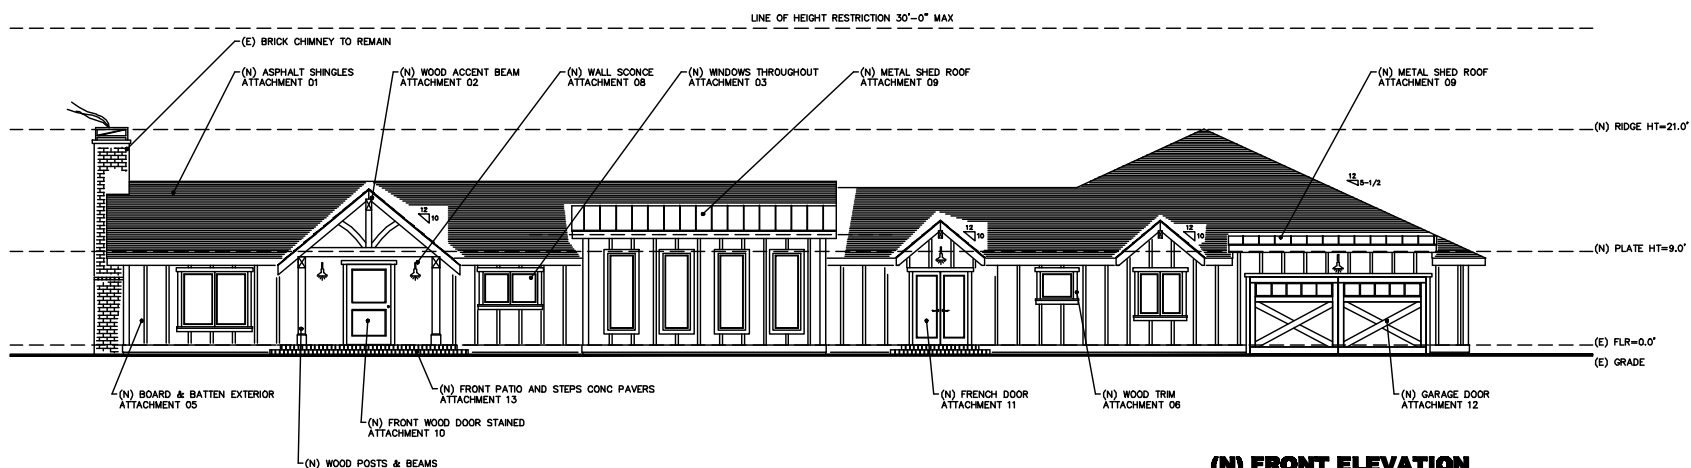 LINE OF HEIGHT RESTRICTION 30'-0" MAX
(E) BRICK CHIMNEY TO REMAIN
(N) ASPHALT SHINGLES
ATTACHMENT 01
(N) WOOD ACCENT BEAM
ATTACHMENT 02
(N) WALL SCONCE
ATTACHMENT 08
(N) WINDOWS THROUGHOUT
ATTACHMENT 03
(N) METAL SHED ROOF
ATTACHMENT 09
(N) METAL SHED ROOF
ATTACHMENT 09
(N) RIDGE HT=21.0'
12
5-1/2
12
10
12
10
12
10
(N) PLATE HT=9.0'
(E) FLR=0.0'
(E) GRADE
(N) BOARD & BATTEN EXTERIOR
ATTACHMENT 05
(N) FRONT PATIO AND STEPS CONC PAVERS
ATTACHMENT 13
(N) FRONT WOOD DOOR STAINED
ATTACHMENT 10
(N) WOOD POSTS & BEAMS
(N) FRENCH DOOR
ATTACHMENT 11
(N) WOOD TRIM
ATTACHMENT 06
(N) GARAGE DOOR
ATTACHMENT 12
(N) FRONT ELEVATION